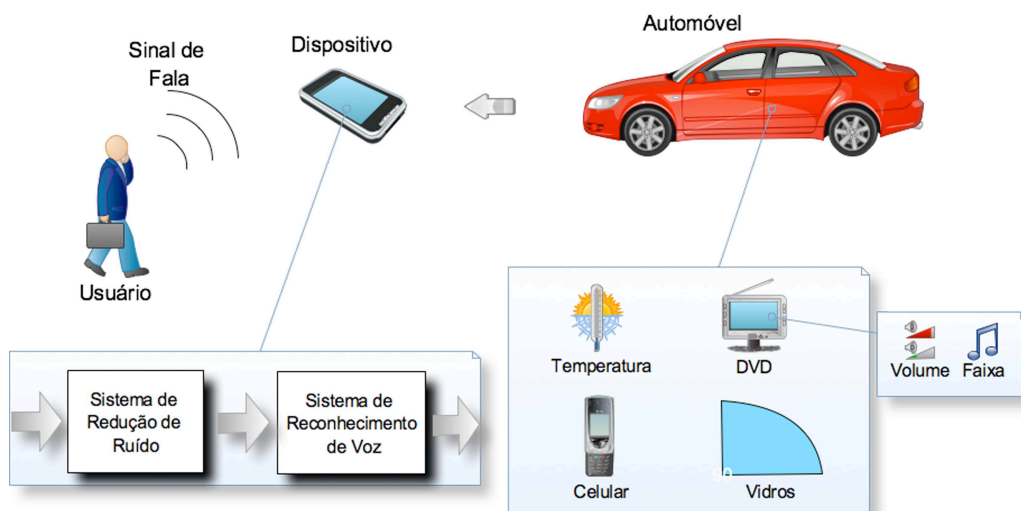 Automóvel
Sinal de
Fala
Dispositivo
Usuário
Sistema de
Redução de
Ruído
Sistema de
Reconhecimento
de Voz
Temperatura
DVD
Volume
Faixa
Celular
Vidros